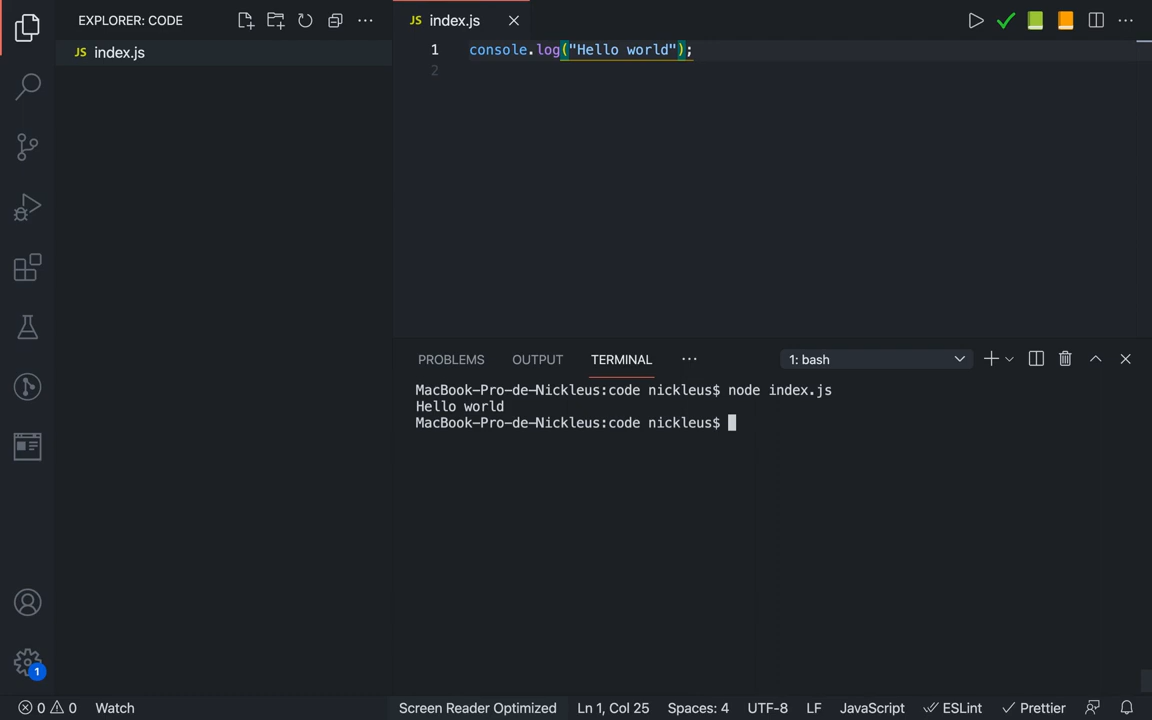 EXPLORER: CODE
JS index.js
JS index.js
1 console.log("Hello world");
2
PROBLEMS OUTPUT TERMINAL 1: bash
MacBook-Pro-de-Nickleus:code nickleus$ node index.js
Hello world
MacBook-Pro-de-Nickleus:code nickleus$
1
0 0 Watch Screen Reader Optimized Ln 1, Col 25 Spaces: 4 UTF-8 LF JavaScript ESLint Prettier